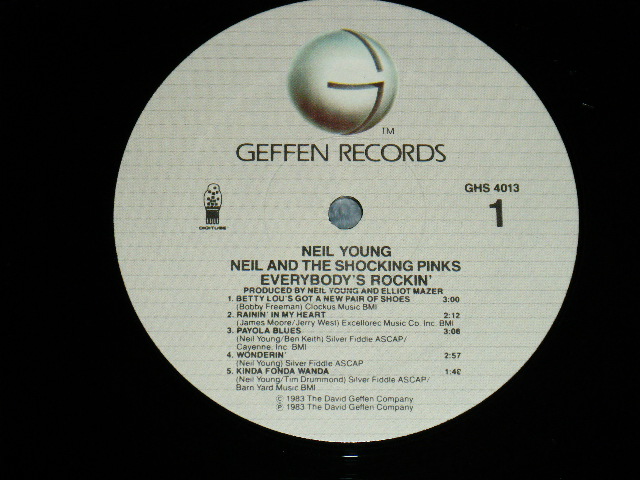 TM
GEFFEN RECORDS
GHS 4013
1
DIGITUBE
NEIL YOUNG
NEIL AND THE SHOCKING PINKS
EVERYBODY'S ROCKIN'
PRODUCED BY NEIL YOUNG AND ELLIOT MAZER
1. BETTY LOU'S GOT A NEW PAIR OF SHOES 3:00
(Bobby Freeman) Clockus Music BMI
2. RAININ' IN MY HEART 2:12
(James Moore/Jerry West) Excellorec Music Co. Inc. BMI
3. PAYOLA BLUES 3:08
(Neil Young/Ben Keith) Silver Fiddle ASCAP/
Cayenne, Inc. BMI
4. WONDERIN' 2:57
(Neil Young) Silver Fiddle ASCAP
5. KINDA FONDA WANDA
(Neil Young/Tim Drummond) Silver Fiddle ASCAP/
Barn Yard Music BMI
© 1983 The David Geffen Company
℗ 1983 The David Geffen Company